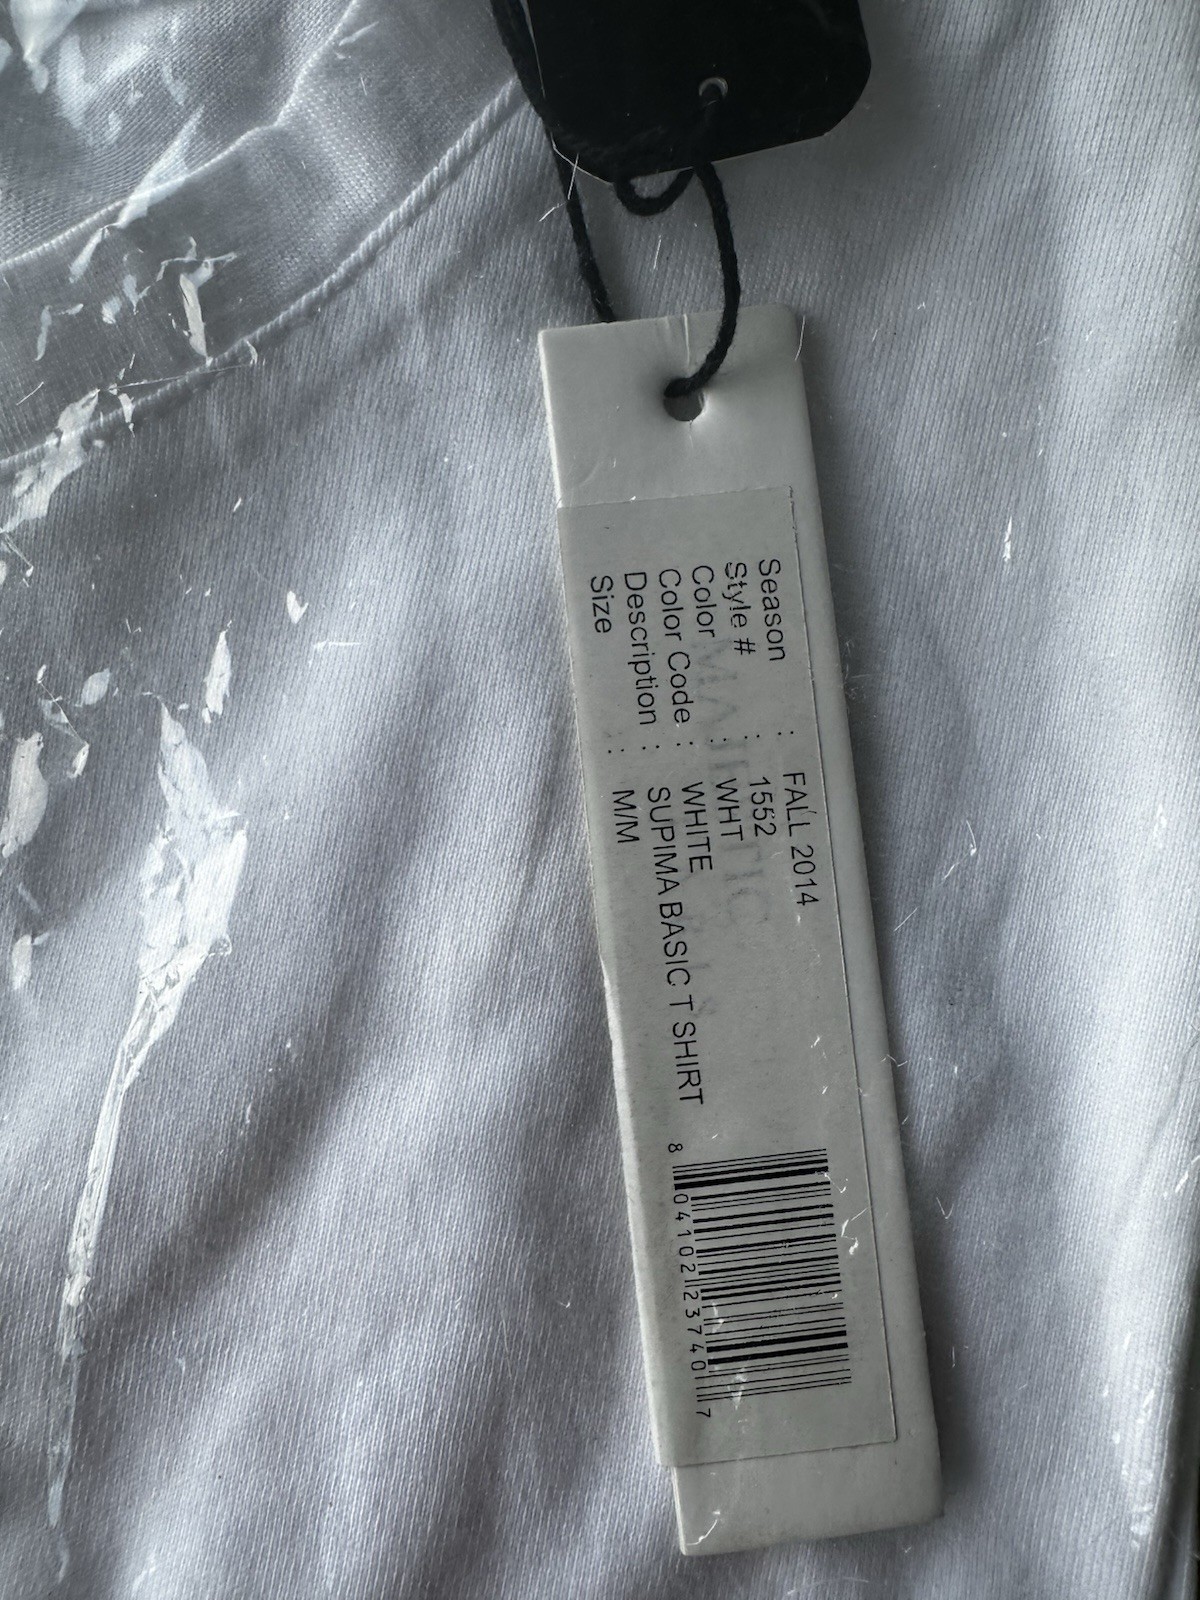 Season : FALL 2014
Style # : 1552
Color : WHT
Color Code : WHITE
Description : SUPIMA BASIC T SHIRT
Size : M/M
8 04102 23740 7